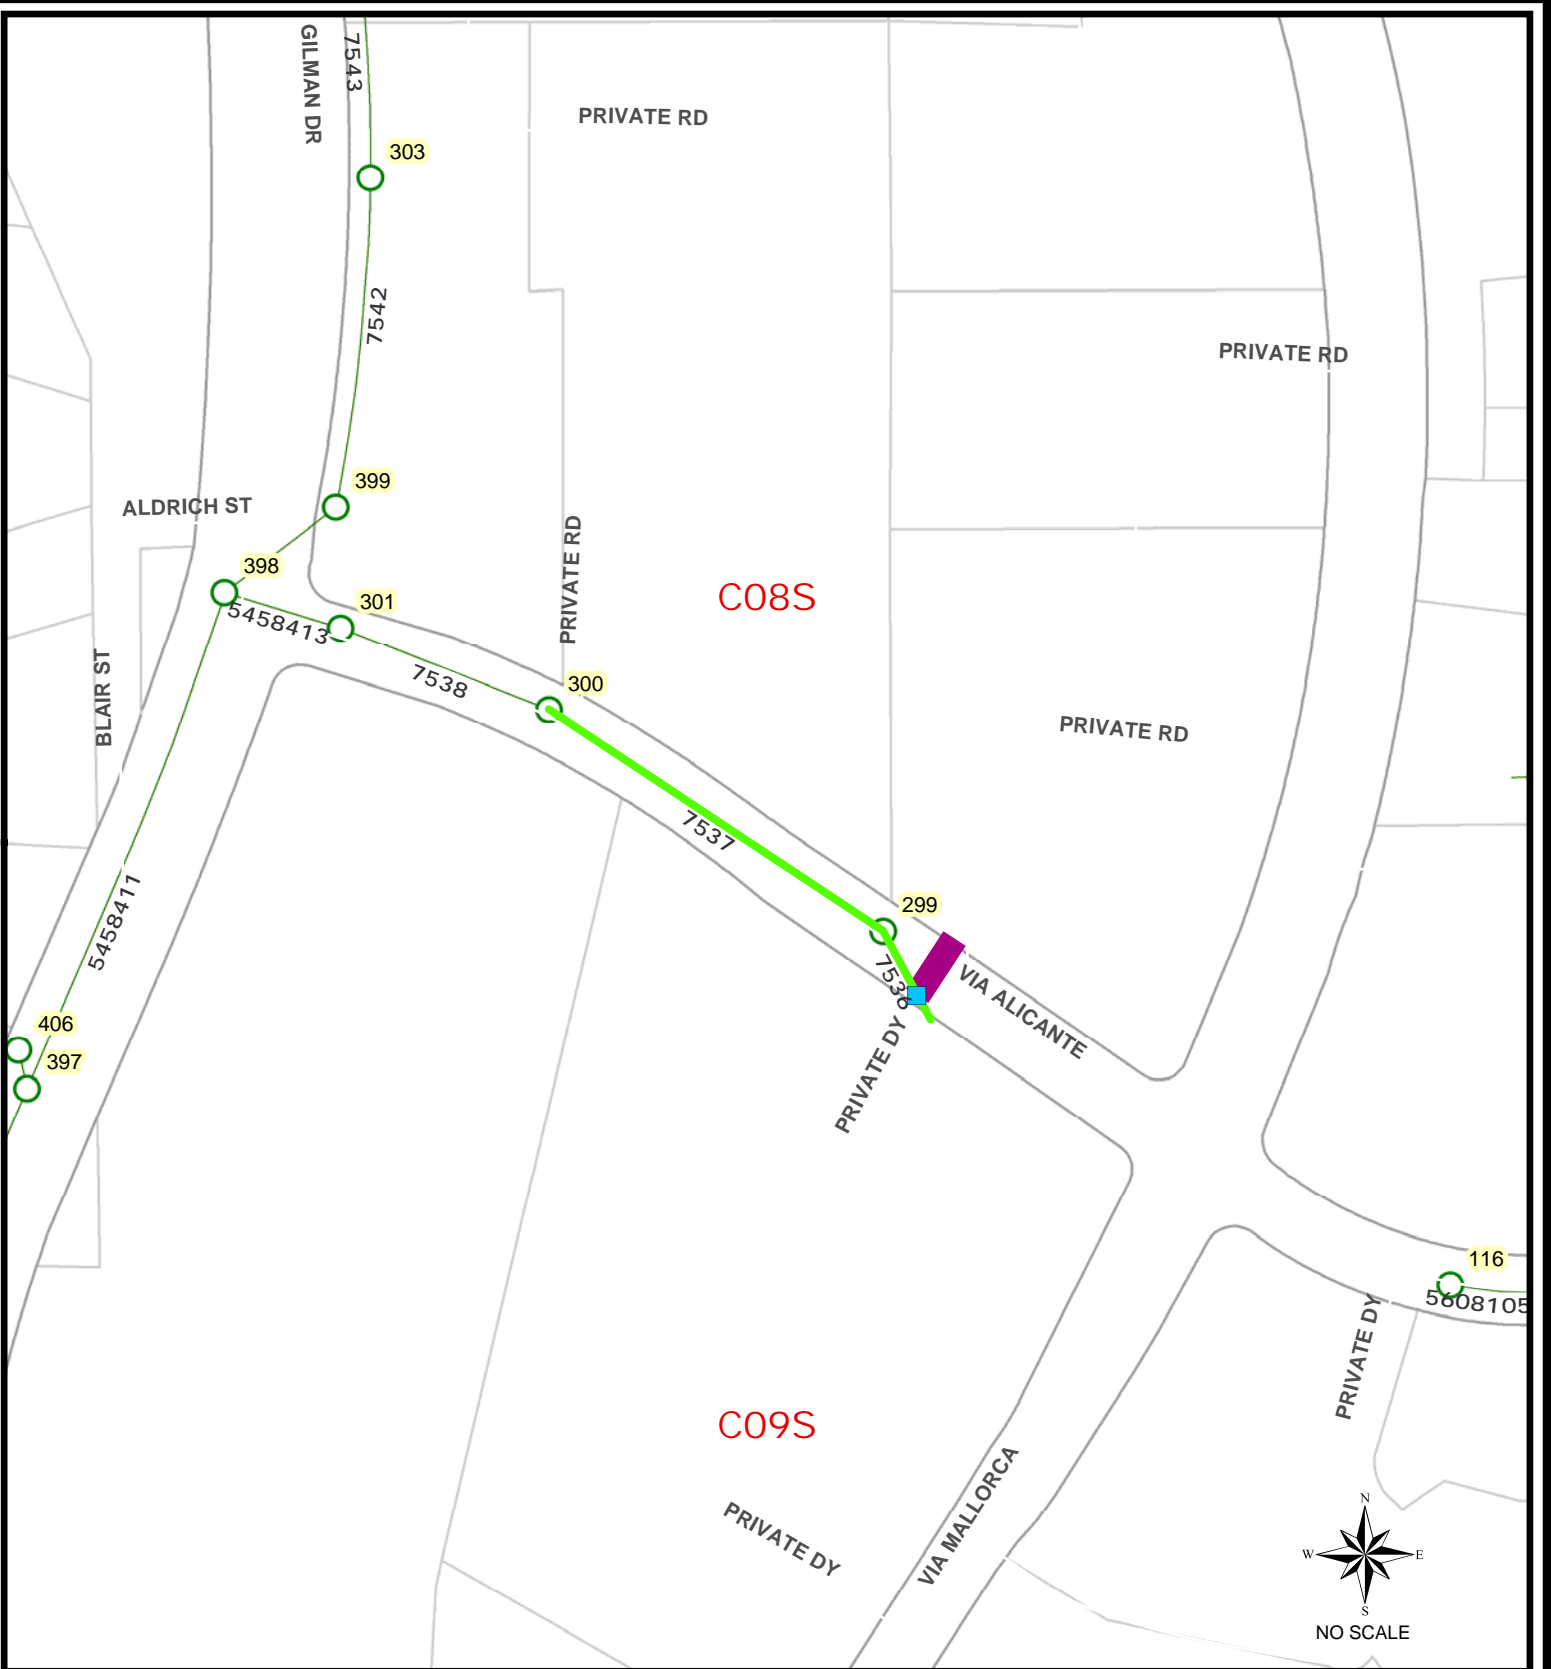 GILMAN DR
7543
PRIVATE RD
303
7542
PRIVATE RD
399
ALDRICH ST
398
PRIVATE RD
C08S
301
5458413
BLAIR ST
7538
300
PRIVATE RD
7537
5458411
299
7536
VIA ALICANTE
406
397
PRIVATE DY
116
5608105
PRIVATE DY
C09S
VIA MALLORCA
PRIVATE DY
N
W
E
S
NO SCALE